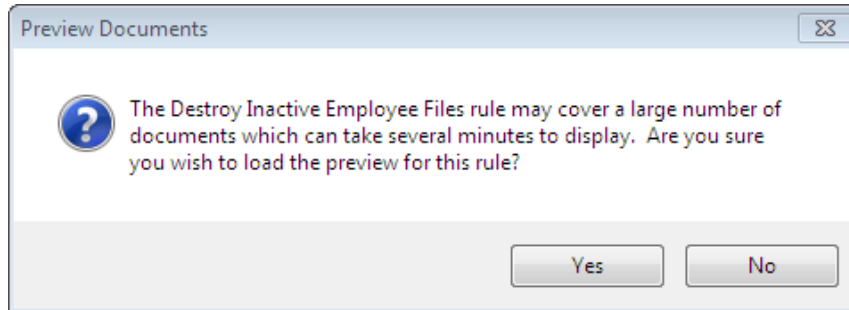 Preview Documents
The Destroy Inactive Employee Files rule may cover a large number of
documents which can take several minutes to display.  Are you sure
you wish to load the preview for this rule?
Yes
No